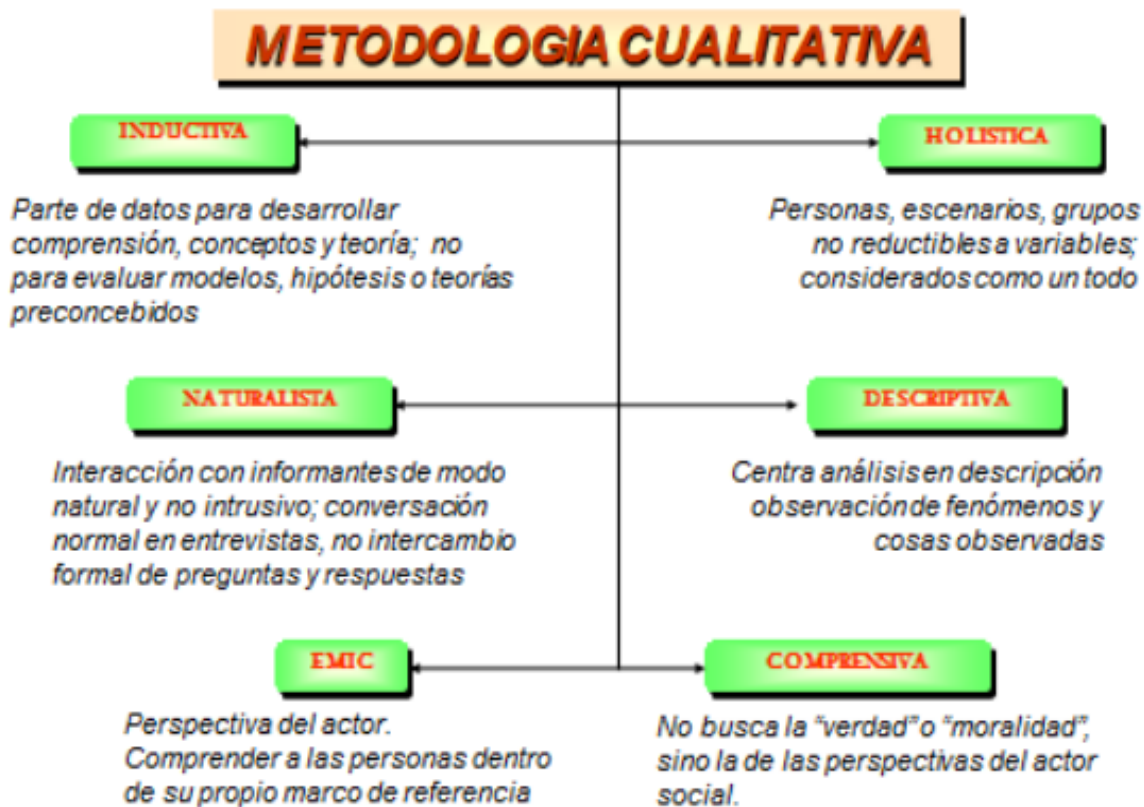 METODOLOGIA CUALITATIVA
INDUCTIVA
Parte de datos para desarrollar
comprensión, conceptos y teoría; no
para evaluar modelos, hipótesis o teorías
preconcebidos
HOLISTICA
Personas, escenarios, grupos
no reductibles a variables;
considerados como un todo
NATURALISTA
Interacción con informantes de modo
natural y no intrusivo; conversación
normal en entrevistas, no intercambio
formal de preguntas y respuestas
DESCRIPTIVA
Centra análisis en descripción
observación de fenómenos y
cosas observadas
EMIC
Perspectiva del actor.
Comprender a las personas dentro
de su propio marco de referencia
COMPRENSIVA
No busca la “verdad” o “moralidad”,
sino la de las perspectivas del actor
social.